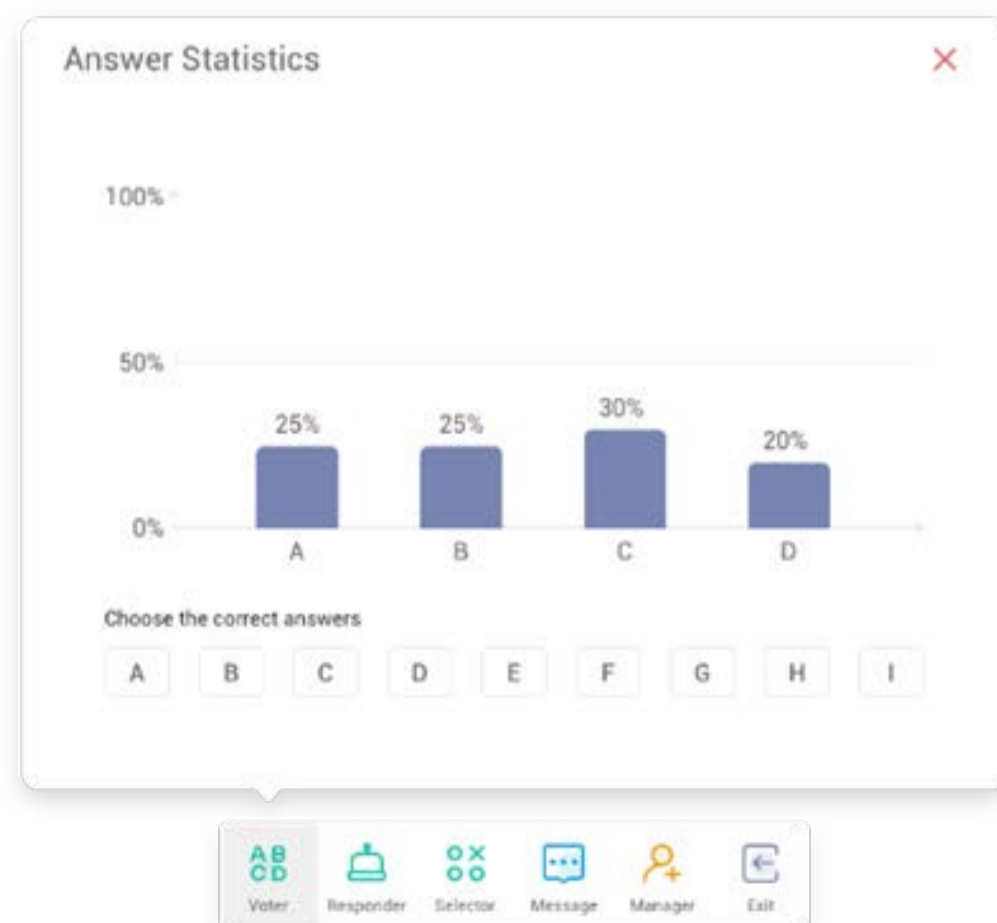 Answer Statistics
100%
50%
30%
25% 25%
20%
0%
A B C D
Choose the correct answers
A B C D E F G H I
A B
C D
Voter Responder Selector Message Manager Exit